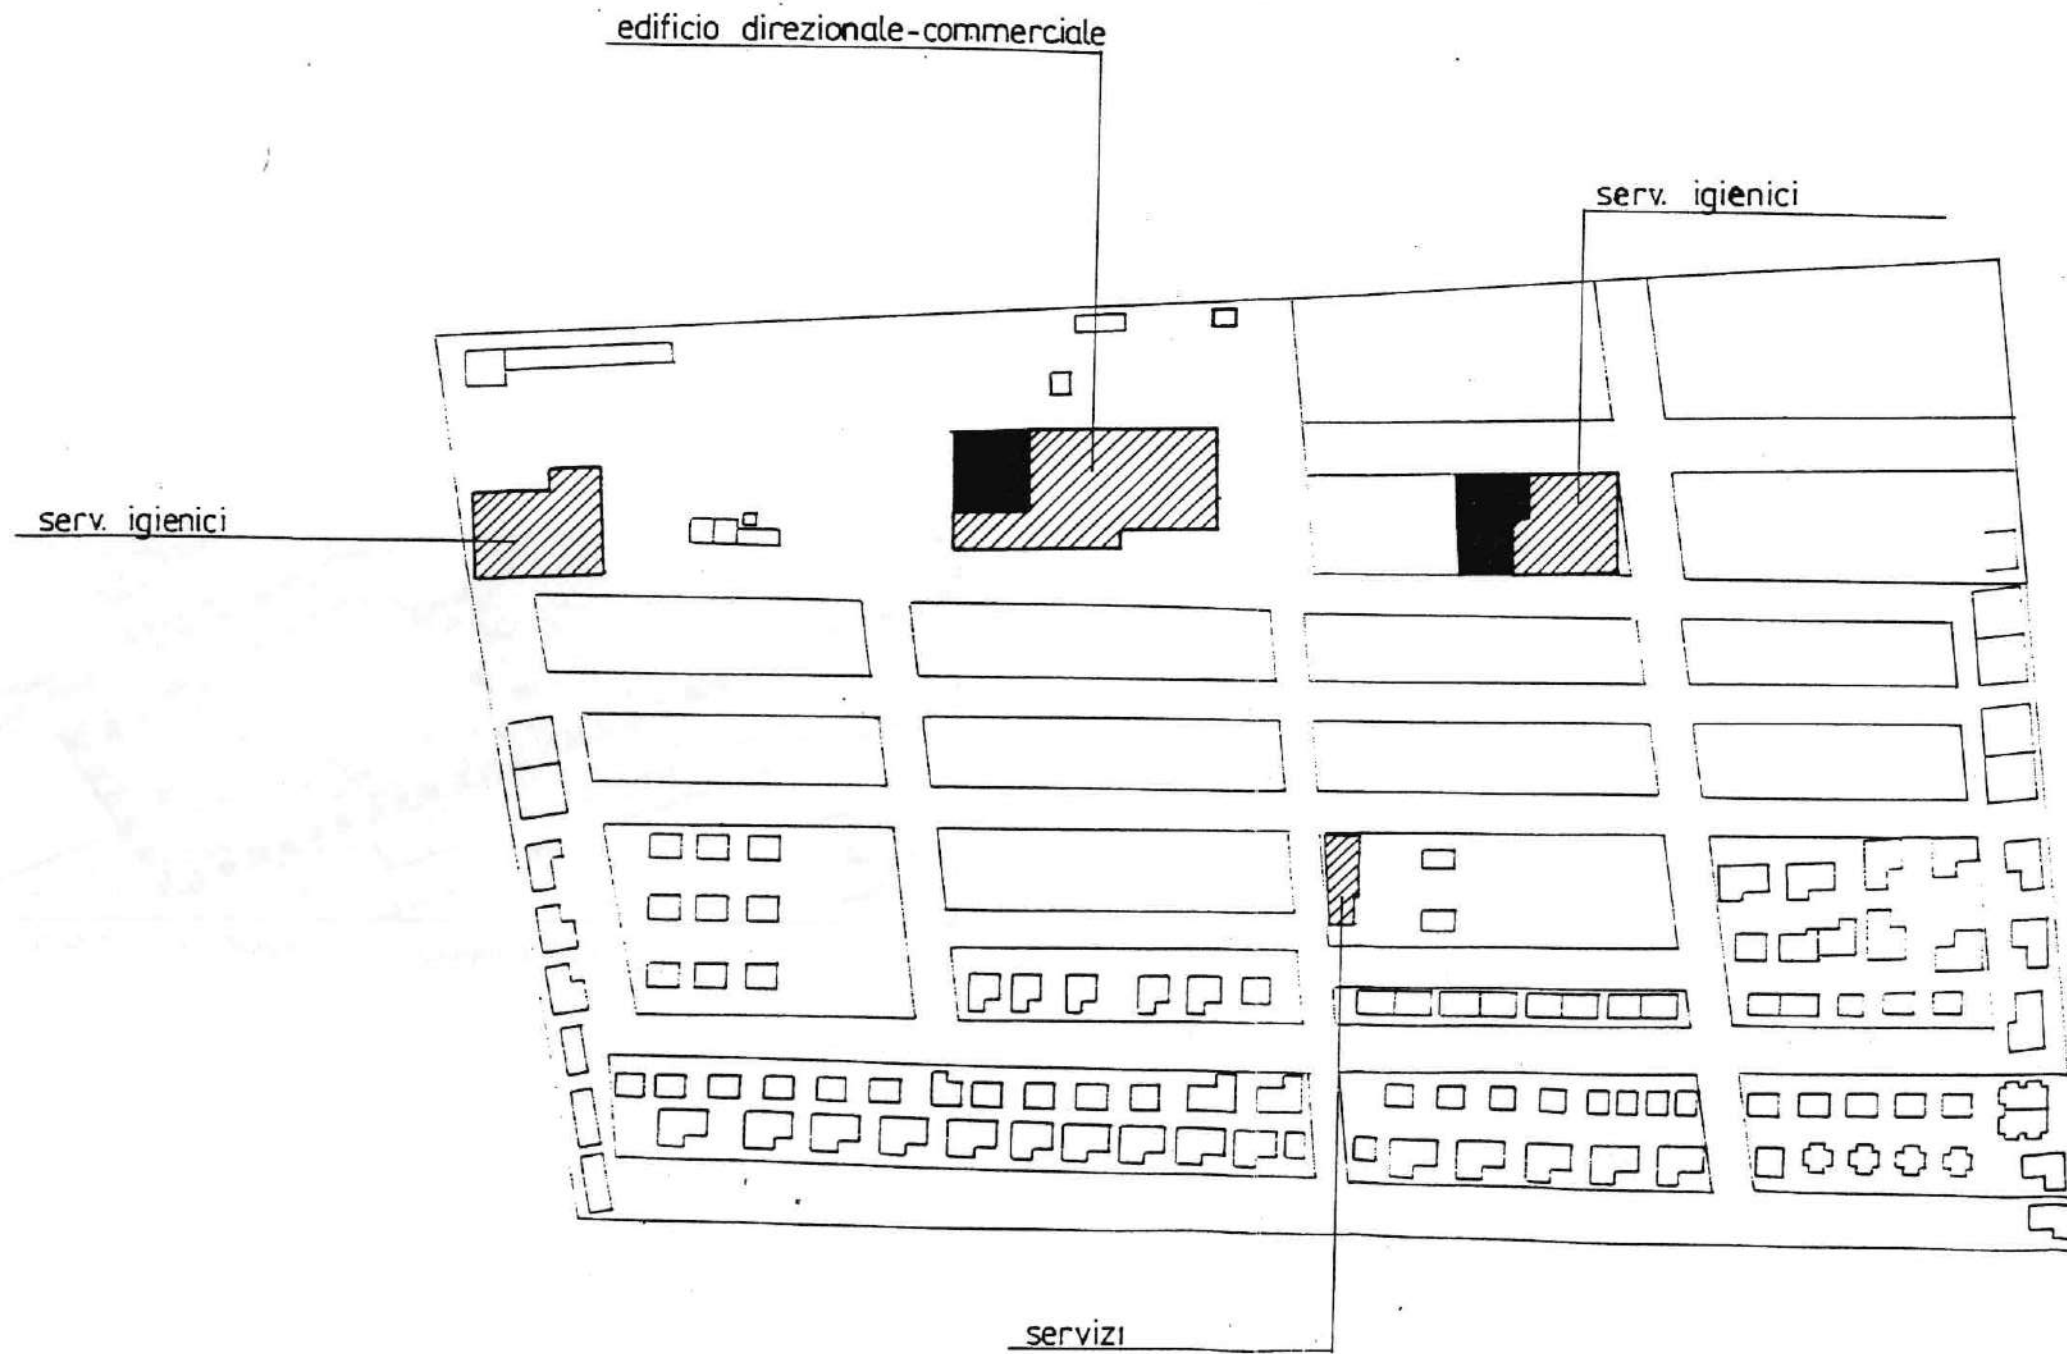 edificio direzionale-commerciale
serv. igienici
serv. igienici
servizi